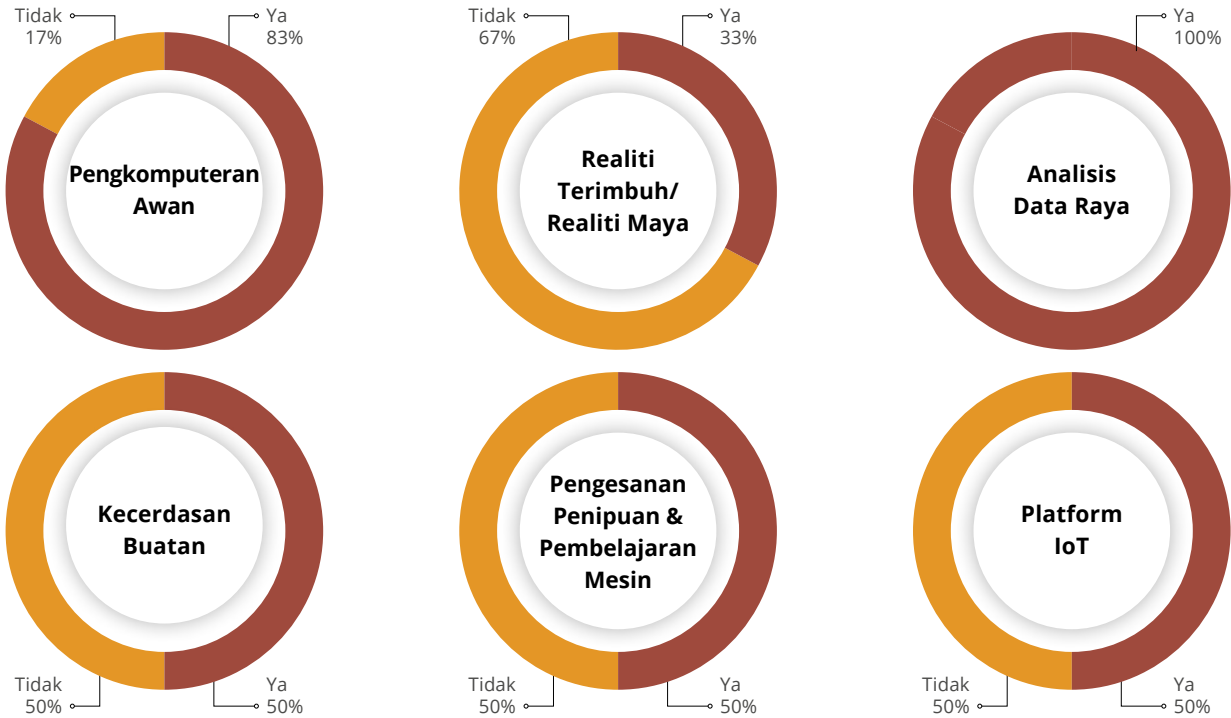 Tidak
17%
Ya
83%
Pengkomputeran
Awan
Tidak
67%
Ya
33%
Realiti
Terimbuh/
Realiti Maya
Ya
100%
Analisis
Data Raya
Kecerdasan
Buatan
Tidak
50%
Ya
50%
Pengesanan
Penipuan &
Pembelajaran
Mesin
Tidak
50%
Ya
50%
Platform
IoT
Tidak
50%
Ya
50%